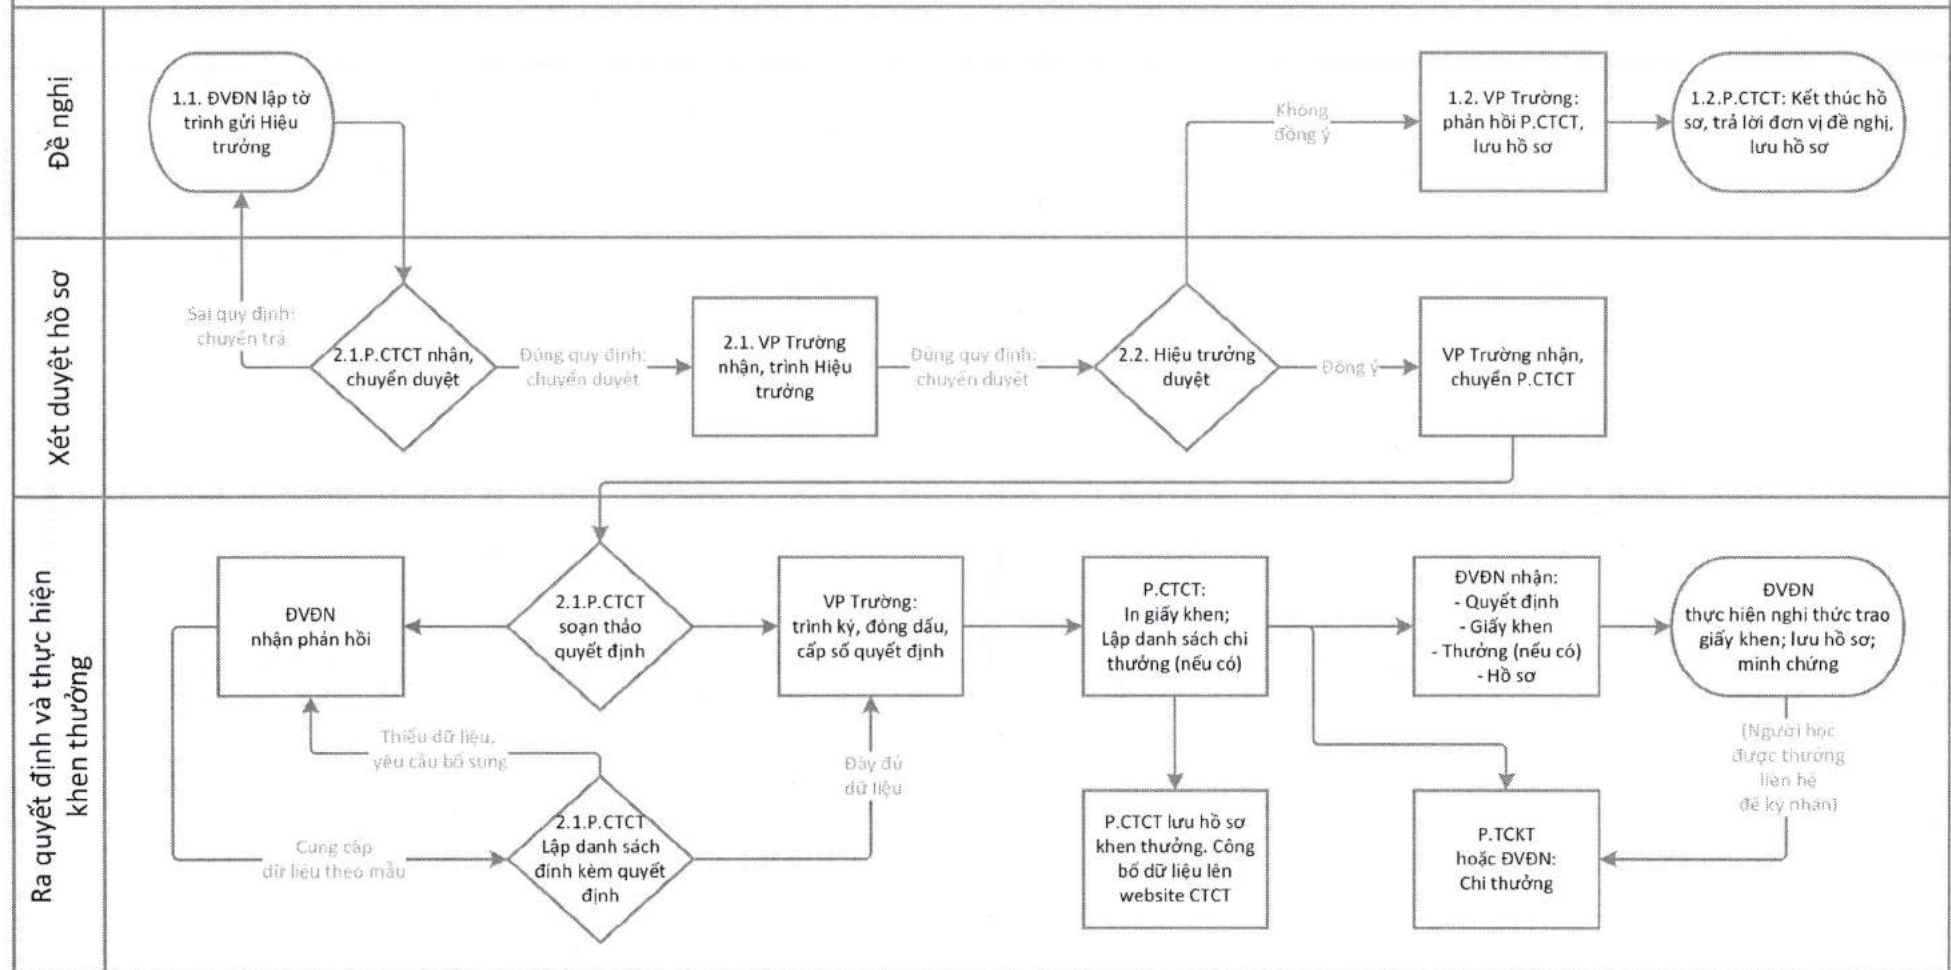 Đề nghị
1.1. ĐVĐN lập tờ
trình gửi Hiệu
trưởng
Không
đồng ý
1.2. VP Trường:
phản hồi P.CTCT,
lưu hồ sơ
1.2.P.CTCT: Kết thúc hồ
sơ, trả lời đơn vị đề nghị,
lưu hồ sơ
Xét duyệt hồ sơ
Sai quy định:
chuyển trả
2.1.P.CTCT nhận,
chuyển duyệt
Đúng quy định:
chuyển duyệt
2.1. VP Trường
nhận, trình Hiệu
trưởng
Đúng quy định:
chuyển duyệt
2.2. Hiệu trưởng
duyệt
Đồng ý
VP Trường nhận,
chuyển P.CTCT
Ra quyết định và thực hiện
khen thưởng
ĐVĐN
nhận phản hồi
2.1.P.CTCT
soạn thảo
quyết định
VP Trường:
trình ký, đóng dấu,
cấp số quyết định
P.CTCT:
In giấy khen;
Lập danh sách chi
thưởng (nếu có)
ĐVĐN nhận:
- Quyết định
- Giấy khen
- Thưởng (nếu có)
- Hồ sơ
ĐVĐN
thực hiện nghi thức trao
giấy khen; lưu hồ sơ;
minh chứng
Thiếu dữ liệu,
yêu cầu bổ sung
Đầy đủ
dữ liệu
(Người học
được thưởng
liên hệ
để ký nhận)
Cung cấp
dữ liệu theo mẫu
2.1.P.CTCT
Lập danh sách
đính kèm quyết
định
P.CTCT lưu hồ sơ
khen thưởng. Công
bố dữ liệu lên
website CTCT
P.TCKT
hoặc ĐVĐN:
Chi thưởng